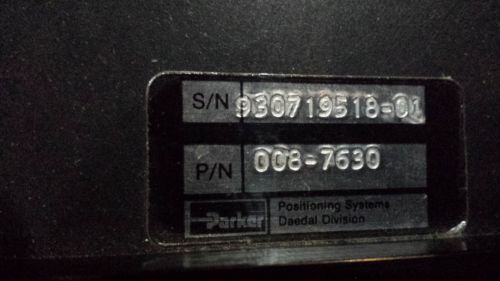 S/N 930719518-01
P/N 008-7630
Parker Positioning Systems
Daedal Division